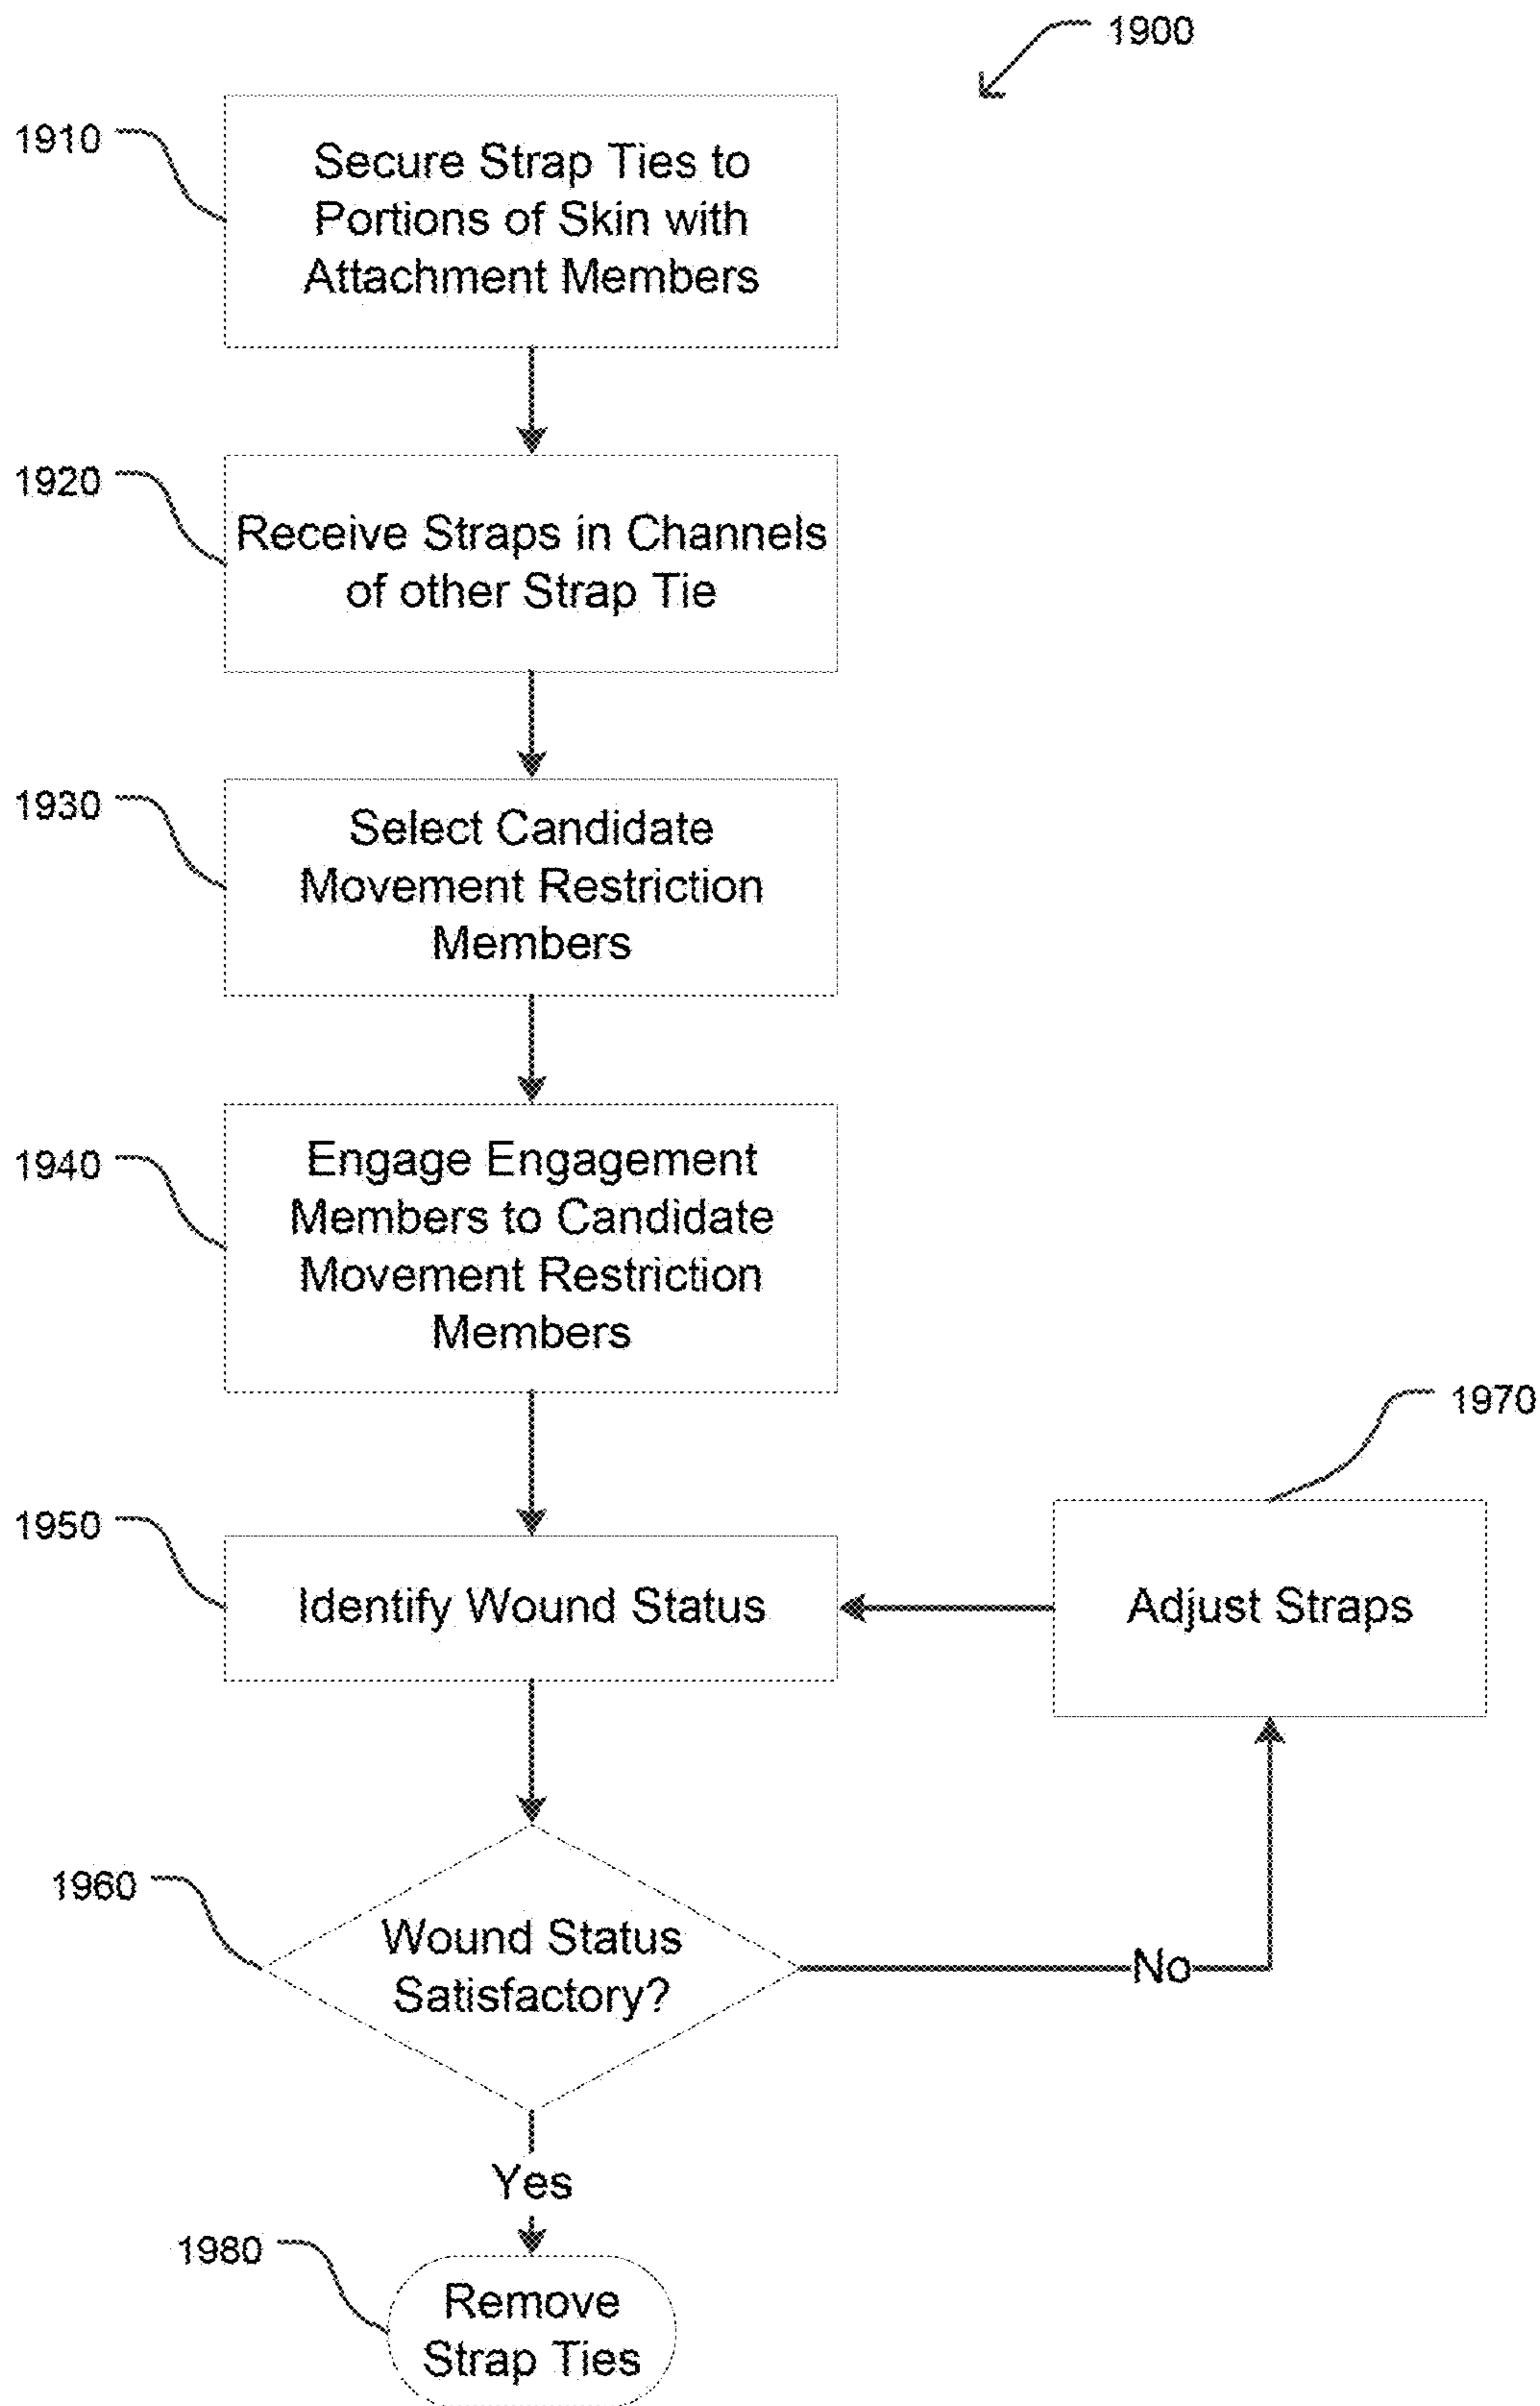 1900
1910
Secure Strap Ties to
Portions of Skin with
Attachment Members
1920
Receive Straps in Channels
of other Strap Tie
1930
Select Candidate
Movement Restriction
Members
1940
Engage Engagement
Members to Candidate
Movement Restriction
Members
1970
1950
Identify Wound Status
Adjust Straps
1960
Wound Status
Satisfactory?
No
Yes
1980
Remove
Strap Ties